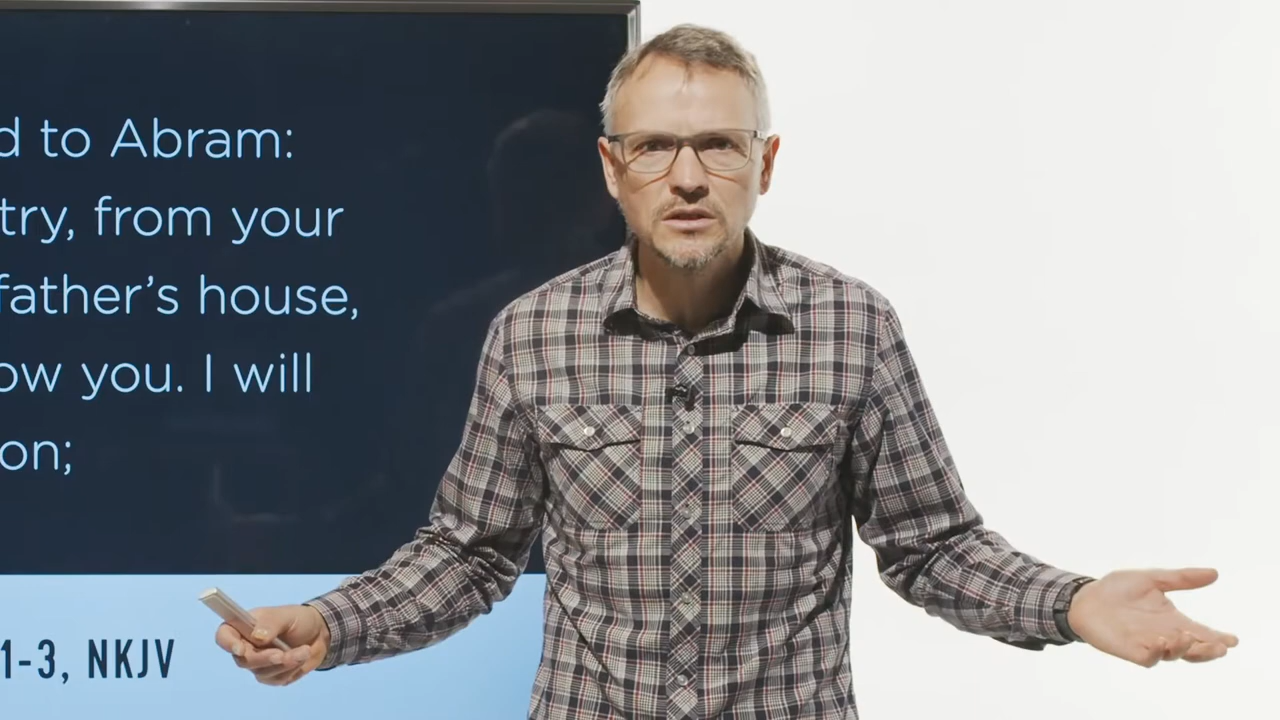 d to Abram:
try, from your
father’s house,
ow you. I will
on;
1-3, NKJV